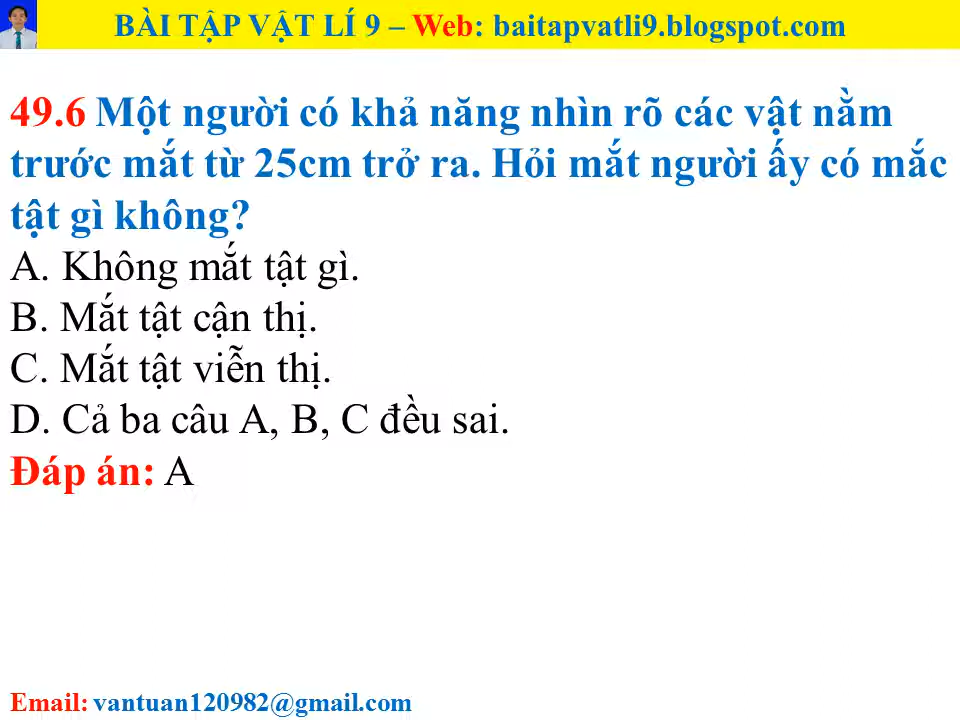 BÀI TẬP VẬT LÍ 9 – Web: baitapvatli9.blogspot.com
49.6 Một người có khả năng nhìn rõ các vật nằm
trước mắt từ 25cm trở ra. Hỏi mắt người ấy có mắc
tật gì không?
A. Không mắt tật gì.
B. Mắt tật cận thị.
C. Mắt tật viễn thị.
D. Cả ba câu A, B, C đều sai.
Đáp án: A
Email: vantuan120982@gmail.com